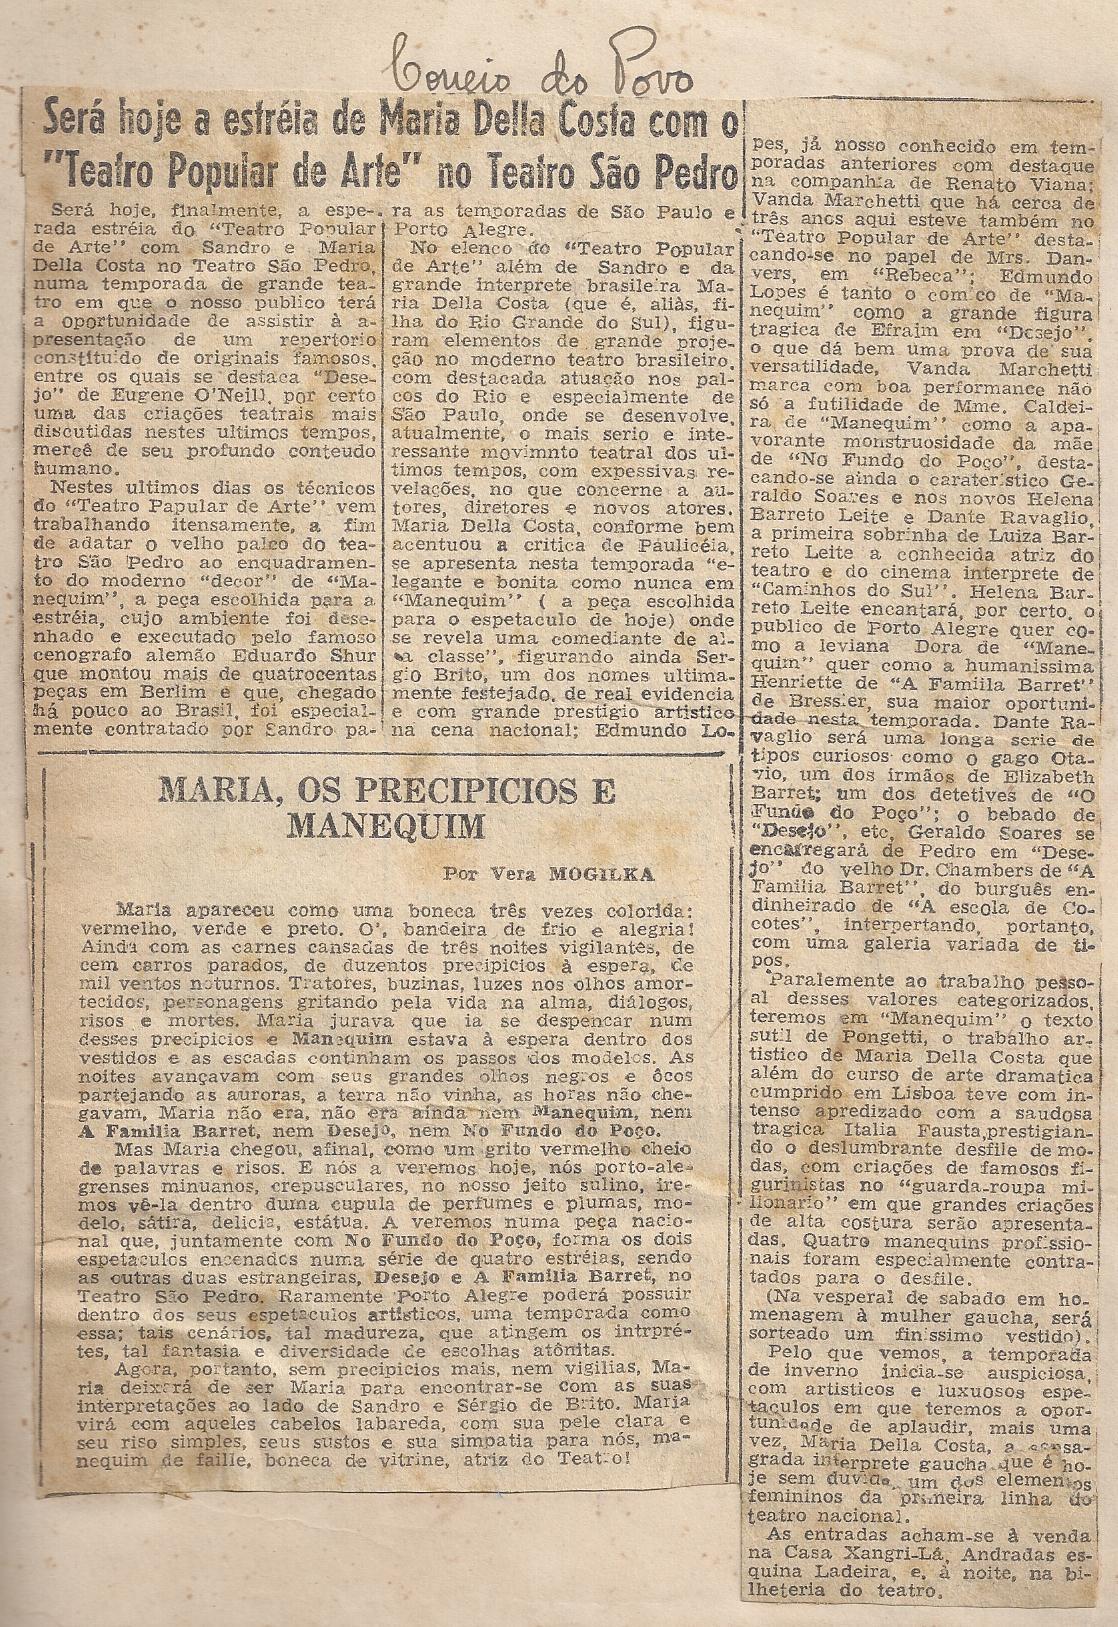 Correio do Povo
Será hoje a estréia de Maria Della Costa com o
"Teatro Popular de Arte" no Teatro São Pedro
Será hoje, finalmente, a espe-
rada estréia do "Teatro Popular
de Arte" com Sandro e Maria
Della Costa no Teatro São Pedro,
numa temporada de grande tea-
tro em que o nosso publico terá
a oportunidade de assistir à a-
presentação de um repertorio
constituido de originais famosos,
entre os quais se destaca "Dese-
jo" de Eugene O'Neill, por certo
uma das criações teatrais mais
discutidas nestes ultimos tempos,
mercê de seu profundo conteudo
humano.
Nestes ultimos dias os técnicos
do "Teatro Papular de Arte" vem
trabalhando itensamente, a fim
de adatar o velho palco do tea-
tro São Pedro ao enquadramen-
to do moderno "decor" de "Ma-
nequim", a peça escolhida para a
estréia, cujo ambiente foi dese-
nhado e executado pelo famoso
cenografo alemão Eduardo Shur
que montou mais de quatrocentas
peças em Berlim e que, chegado
há pouco ao Brasil, foi especial-
mente contratado por Sandro pa-
ra as temporadas de São Paulo e
Porto Alegre.
No elenco do "Teatro Popular
de Arte" além de Sandro e da
grande interprete brasileira Ma-
ria Della Costa (que é, aliàs, fi-
lha do Rio Grande do Sul), figu-
ram elementos de grande proje-
ção no moderno teatro brasileiro,
com destacada atuação nos pal-
cos do Rio e especialmente de
São Paulo, onde se desenvolve,
atualmente, o mais serio e inte-
ressante movimnto teatral dos ul-
timos tempos, com expressivas re-
velações, no que concerne a au-
tores, diretores e novos atores.
Maria Della Costa, conforme bem
acentuou a critica de Paulicéia,
se apresenta nesta temporada "e-
legante e bonita como nunca em
"Manequim" ( a peça escolhida
para o espetaculo de hoje) onde
se revela uma comediante de al-
a classe", figurando ainda Ser-
gio Brito, um dos nomes ultima-
mente festejado, de real evidencia
e com grande prestigio artistico
na cena nacional; Edmundo Lo-
pes, já nosso conhecido em tem-
poradas anteriores com destaque
na companhia de Renato Viana;
Vanda Marchetti que há cerca de
três anos aqui esteve também no
"Teatro Popular de Arte" desta-
cando-se no papel de Mrs. Dan-
vers, em "Rebeca"; Edmundo
Lopes é tanto o comico de "Ma-
nequim" como a grande figura
tragica de Efraim em "Desejo",
o que dá bem uma prova de sua
versatilidade, Vanda Marchetti
marca com boa performance não
só a futilidade de Mme. Caldei-
ra de "Manequim" como a apa-
vorante monstruosidade da mãe
de "No Fundo do Poço", desta-
cando-se ainda o caraterístico Ge-
raldo Soares e nos novos Helena
Barreto Leite e Dante Ravaglio,
a primeira sobrinha de Luiza Bar-
reto Leite a conhecida atriz do
teatro e do cinema interprete de
"Caminhos do Sul". Helena Bar-
reto Leite encantará, por certo, o
publico de Porto Alegre quer co-
mo a leviana Dora de "Mane-
quim" quer como a humanissima
Henriette de "A Famiila Barret"
de Bressier, sua maior oportuni-
dade nesta temporada. Dante Ra-
vaglio será uma longa serie de
tipos curiosos como o gago Ota-
vio, um dos irmãos de Elizabeth
Barret; um dos detetives de "O
Fundo do Poço"; o bebado de
"Desejo", etc. Geraldo Soares se
encarregará de Pedro em "Dese-
jo" do velho Dr. Chambers de "A
Familia Barret", do burguês en-
dinheirado de "A escola de Co-
cotes", interpertando, portanto,
com uma galeria variada de ti-
pos.
Paralemente ao trabalho pesso-
al desses valores categorizados,
teremos em "Manequim" o texto
sutil de Pongetti, o trabalho ar-
tistico de Maria Della Costa que
além do curso de arte dramatica
cumprido em Lisboa teve com in-
tenso apredizado com a saudosa
tragica Italia Fausta,prestigian-
do o deslumbrante desfile de mo-
das, com criações de famosos fi-
gurinistas no "guarda-roupa mi-
lionario" em que grandes criações
de alta costura serão apresenta-
das. Quatro manequins profissio-
nais foram especialmente contra-
tados para o desfile.
(Na vesperal de sabado em ho-
menagem à mulher gaucha, será
sorteado um finissimo vestido).
Pelo que vemos, a temporada
de inverno inicia-se auspiciosa,
com artisticos e luxuosos espe-
taculos em que teremos a opor-
tunidade de aplaudir, mais uma
vez, Maria Della Costa, a consa-
grada interprete gaucha que é ho-
je sem duvida, um dos elementos
femininos da primeira linha do
teatro nacional.
As entradas acham-se à venda
na Casa Xangri-Lá, Andradas es-
quina Ladeira, e, à noite, na bi-
lheteria do teatro.
MARIA, OS PRECIPICIOS E
MANEQUIM
Por Vera MOGILKA
Maria apareceu como uma boneca três vezes colorida:
vermelho, verde e preto. O', bandeira de frio e alegria!
Ainda com as carnes cansadas de três noites vigilantes, de
cem carros parados, de duzentos precipicios à espera, de
mil ventos noturnos. Tratores, buzinas, luzes nos olhos amor-
tecidos, personagens gritando pela vida na alma, diálogos,
risos e mortes. Maria jurava que ia se despencar num
desses precipicios e Manequim estava à espera dentro dos
vestidos e as escadas continham os passos dos modelos. As
noites avançavam com seus grandes olhos negros e ôcos
partejando as auroras, a terra não vinha, as horas não che-
gavam, Maria não era, não era ainda nem Manequim, nem
A Familia Barret, nem Desejo, nem No Fundo do Poço.
Mas Maria chegou, afinal, como um grito vermelho cheio
de palavras e risos. E nós a veremos hoje, nós porto-ale-
grenses minuanos, crepusculares, no nosso jeito sulino, ire-
mos vê-la dentro duma cupula de perfumes e plumas, mo-
delo, sátira, delicia, estátua. A veremos numa peça nacio-
nal que, juntamente com No Fundo do Poço, forma os dois
espetaculos encenados numa série de quatro estréias, sendo
as outras duas estrangeiras, Desejo e A Familia Barret, no
Teatro São Pedro. Raramente Porto Alegre poderá possuir
dentro dos seus espetaculos artisticos, uma temporada como
essa; tais cenários, tal madureza, que atingem os intrpré-
tes, tal fantasia e diversidade de escolhas atônitas.
Agora, portanto, sem precipicios mais, nem vigilias, Ma-
ria deixará de ser Maria para encontrar-se com as suas
interpretações ao lado de Sandro e Sérgio de Brito. Maria
virá com aqueles cabelos labareda, com sua pele clara e
seu riso simples, seus sustos e sua simpatia para nós, ma-
nequim de faille, boneca de vitrine, atriz do Teatro!